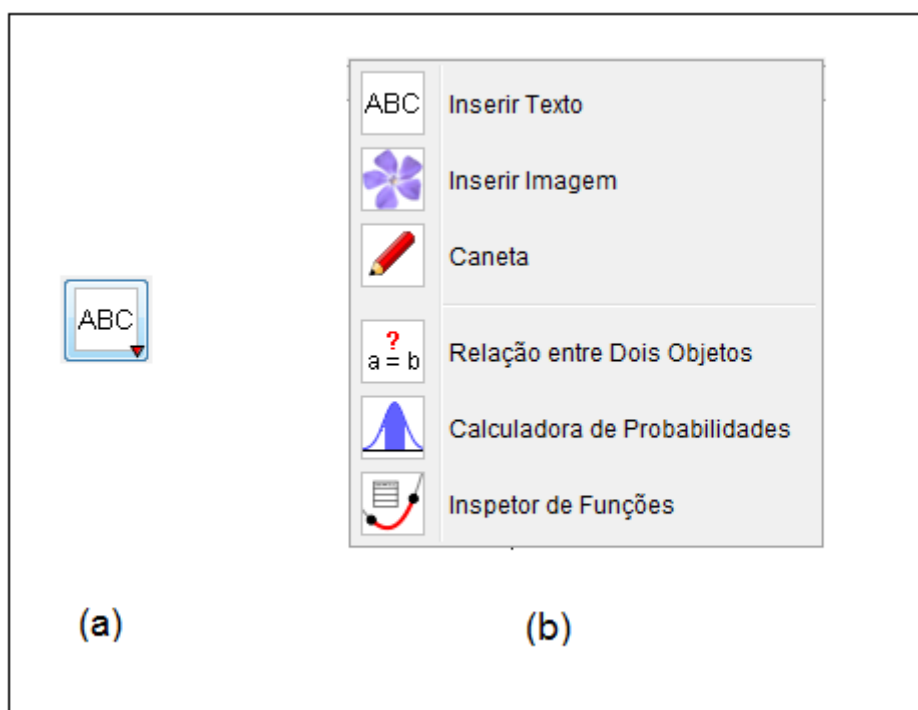 ABC
ABC Inserir Texto
Inserir Imagem
Caneta
?
a = b Relação entre Dois Objetos
Calculadora de Probabilidades
Inspetor de Funções
(a)
(b)